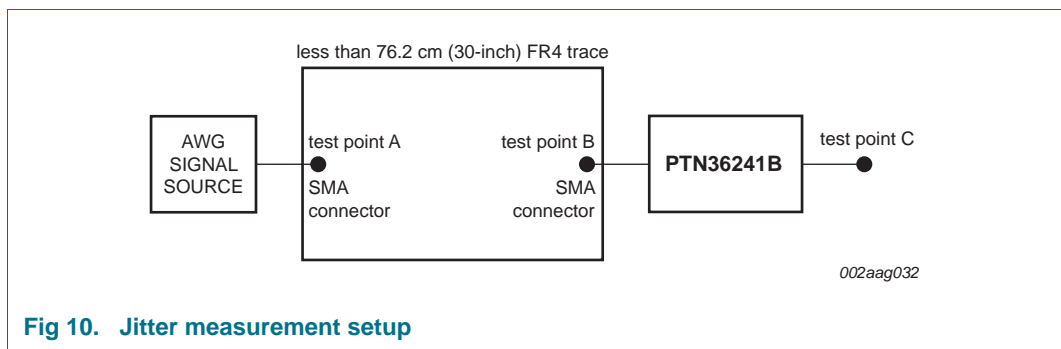 less than 76.2 cm (30-inch) FR4 trace
AWG
SIGNAL
SOURCE
test point A
SMA
connector
test point B
SMA
connector
PTN36241B
test point C
002aag032
Fig 10. Jitter measurement setup